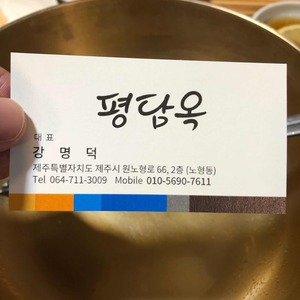 평담옥
대표
강 명 덕
제주특별자치도 제주시 원노형로 66, 2층 (노형동)
Tel 064-711-3009 Mobile 010-5690-7611